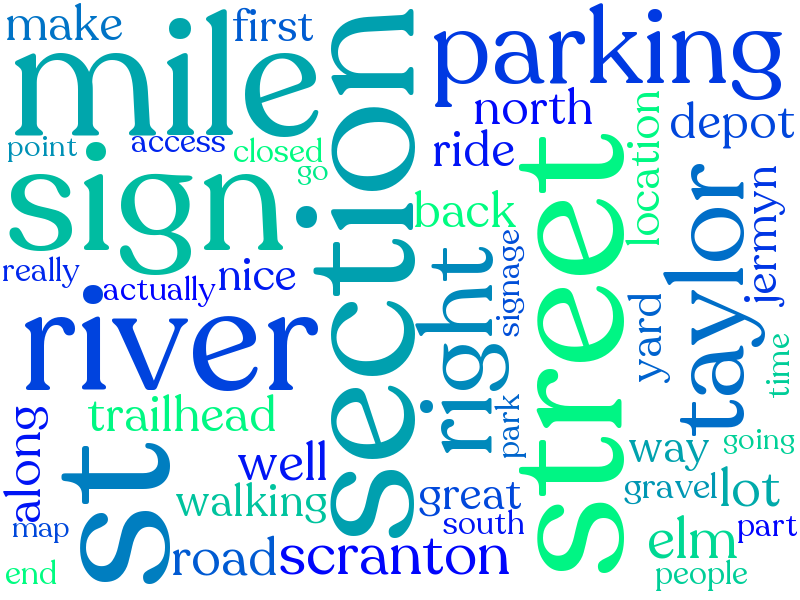 make
first
mile
section
parking
point
access
closed
go
north
ride
location
depot
sign
back
street
taylor
jermyn
really
actually
nice
right
signage
river
yard
time
trailhead
park
along
st
well
way
going
walking
great
gravel
lot
map
south
elm
part
end
road
scranton
people